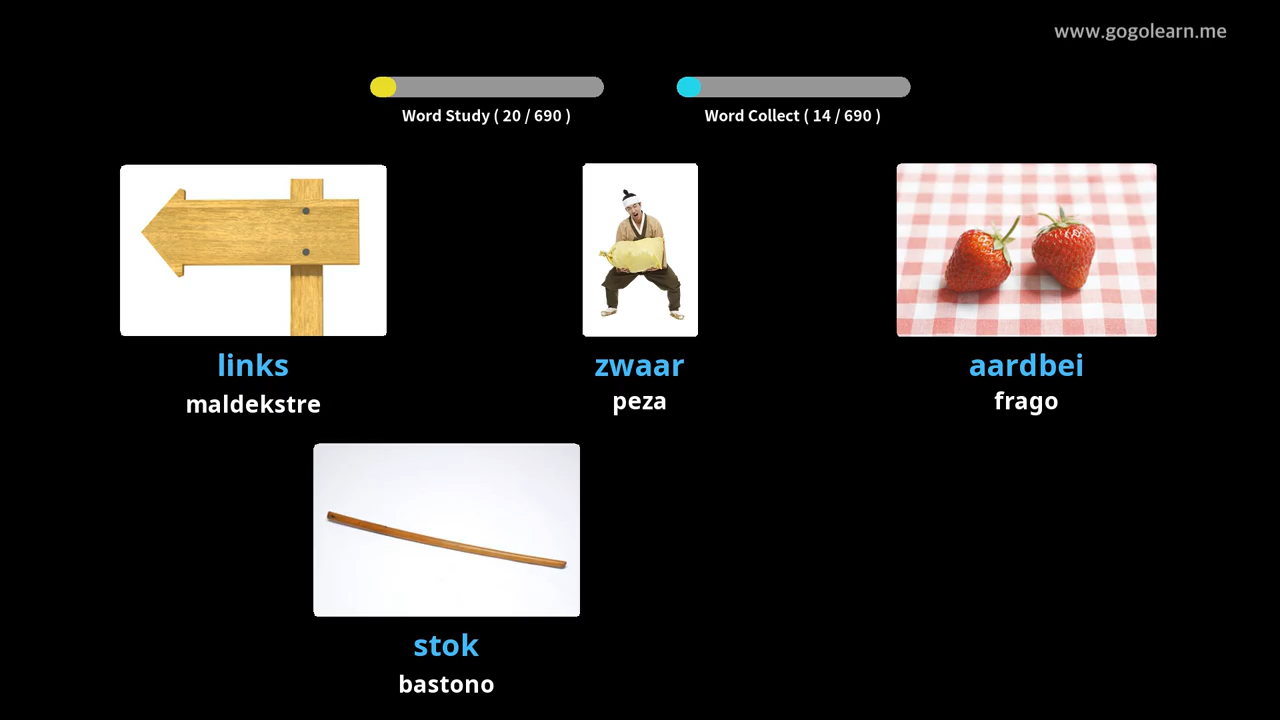 www.gogolearn.me
Word Study ( 20 / 690 )
Word Collect ( 14 / 690 )
links
maldekstre
zwaar
peza
aardbei
frago
stok
bastono